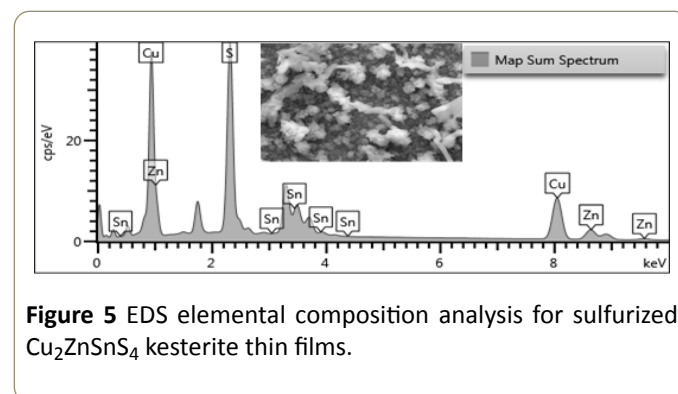 Cu
S
Map Sum Spectrum
cps/eV
20
Zn
Sn
Sn
Sn
Sn
Sn
Cu
Zn
Zn
0
0 2 4 6 8 keV
Figure 5 EDS elemental composition analysis for sulfurized
Cu₂ZnSnS₄ kesterite thin films.